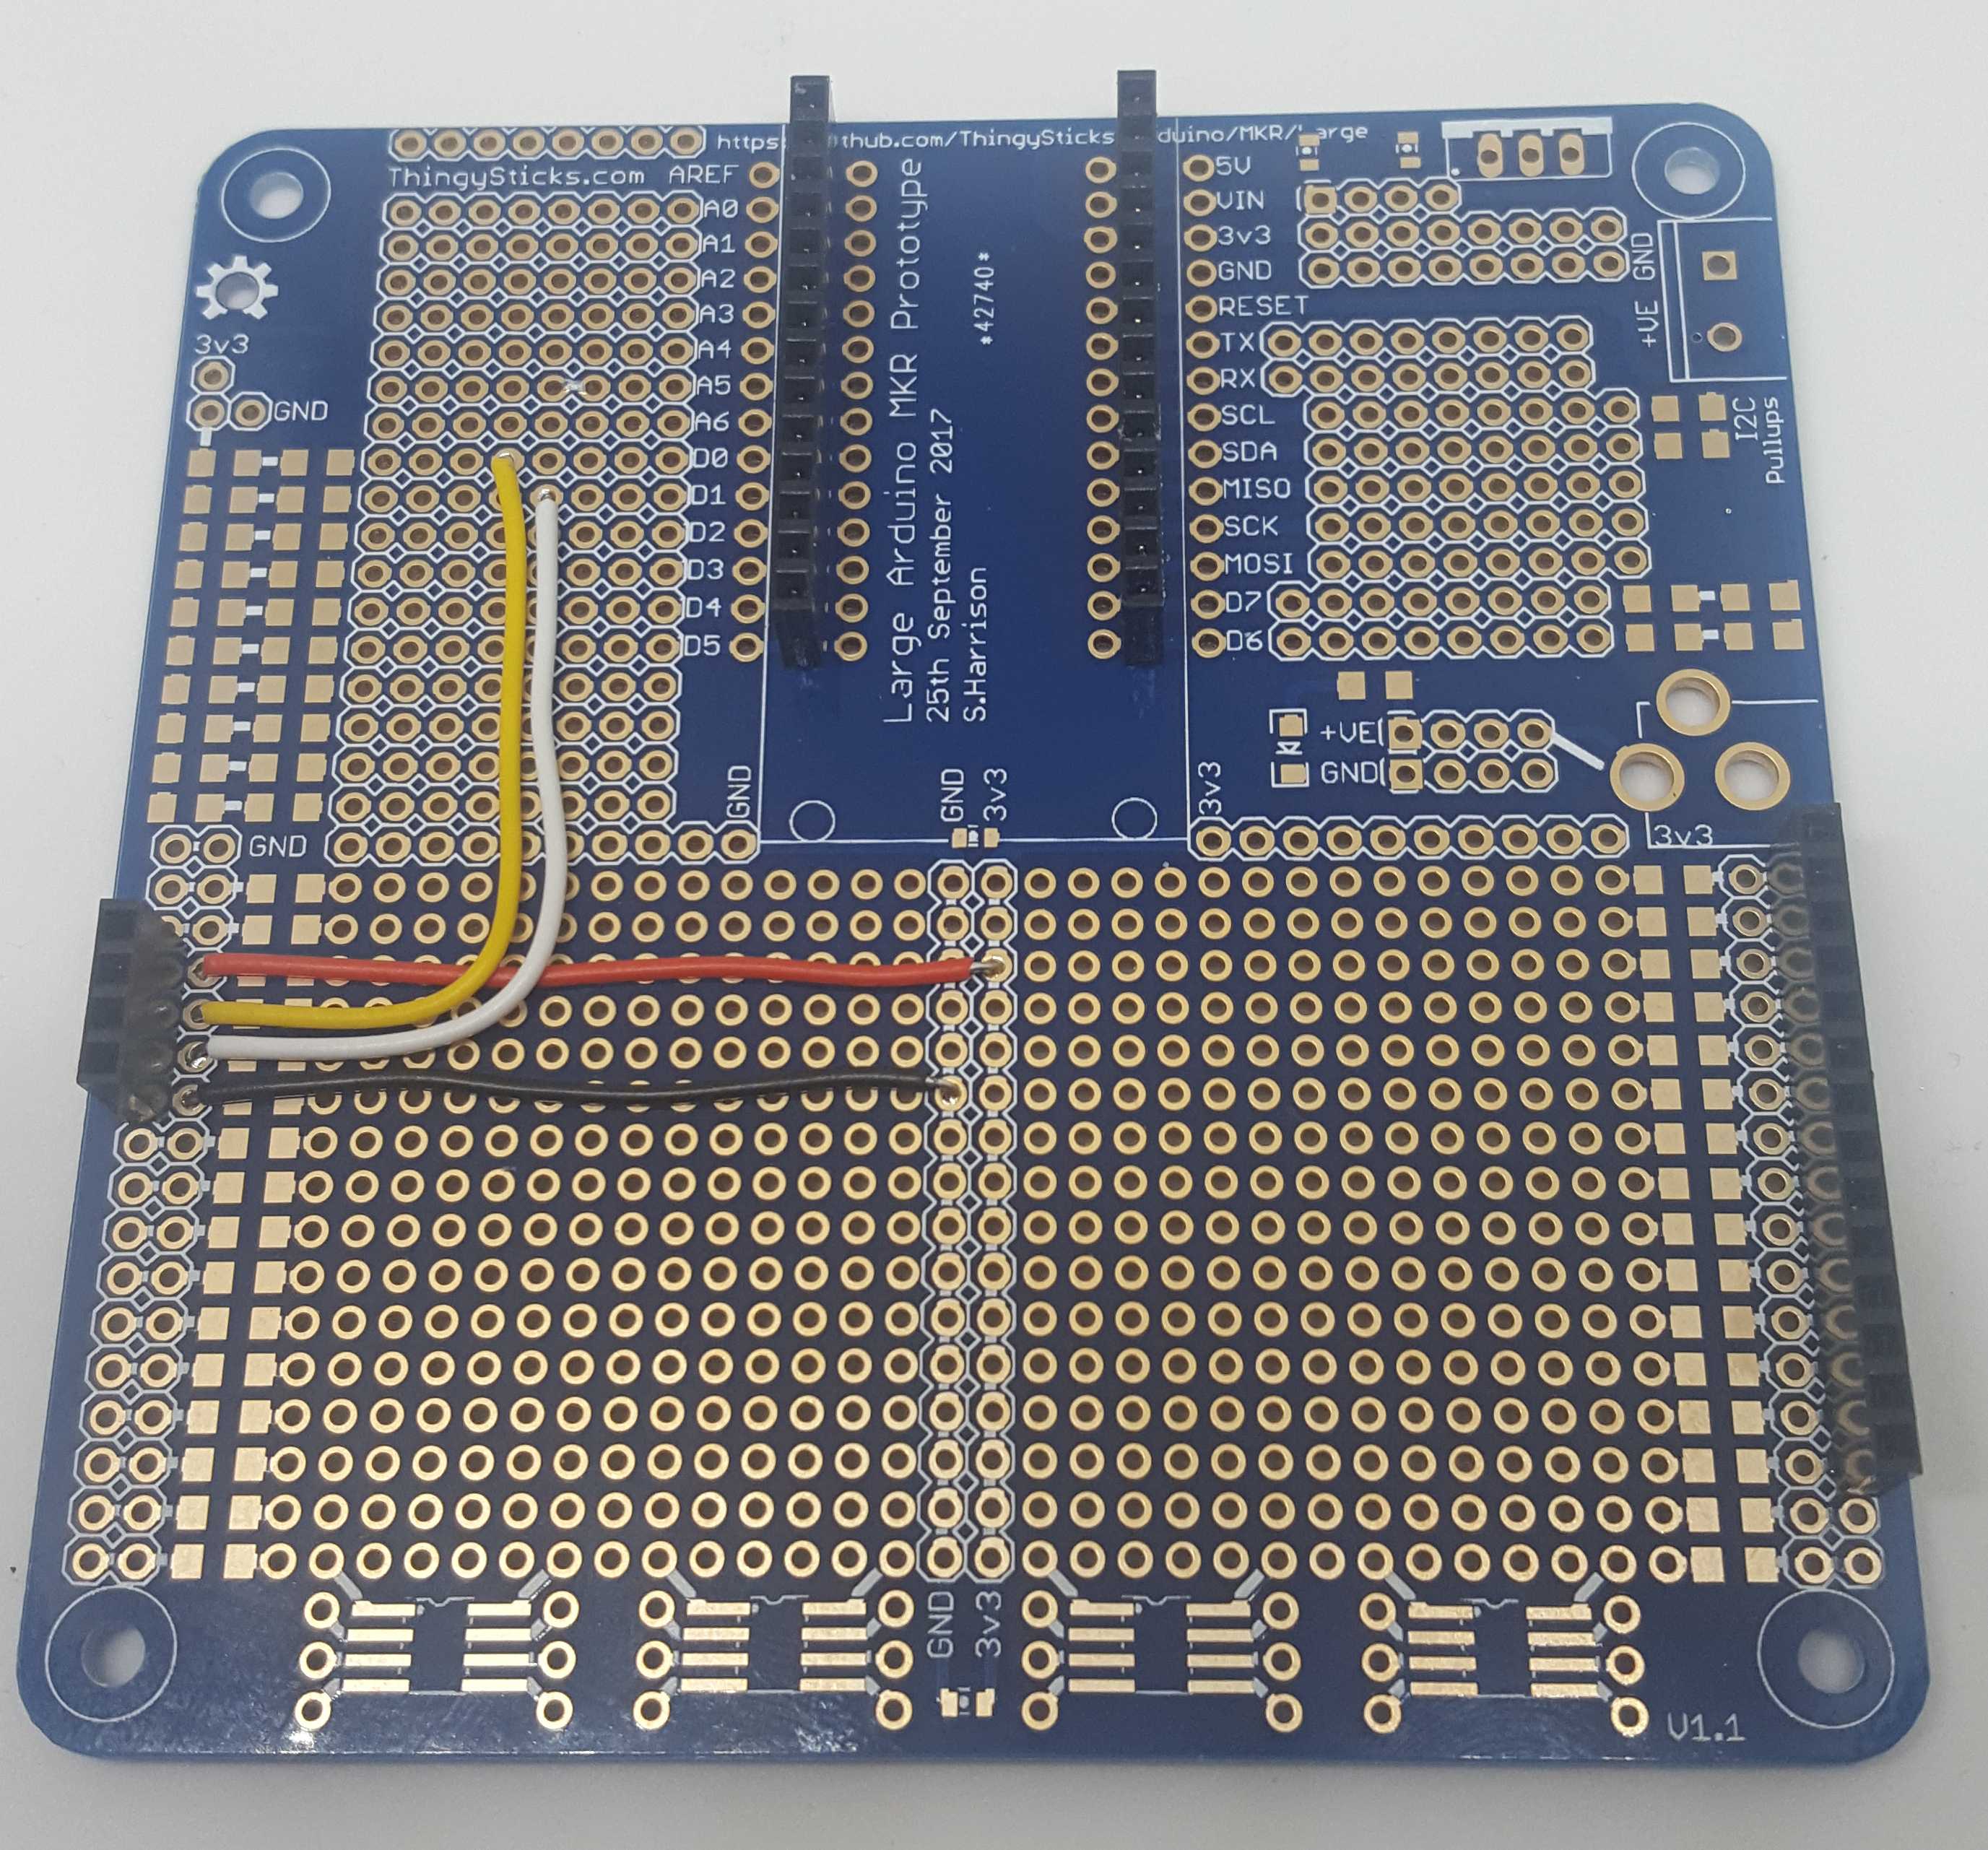 https thub.com/ThingySticks duino/MKR/Large
ThingySticks.com AREF
A0
A1
A2
A3
A4
A5
A6
D0
D1
D2
D3
D4
D5
GND
3v3
GND
GND
Large Arduino MKR Prototype
25th September 2017
S.Harrison
*42740*
GND
3v3
5V
VIN
3v3
GND
RESET
TX
RX
SCL
SDA
MISO
SCK
MOSI
D7
D6
GND
+VE
I2C
Pullups
+VE
GND
3v3
3v3
GND
3v3
V1.1